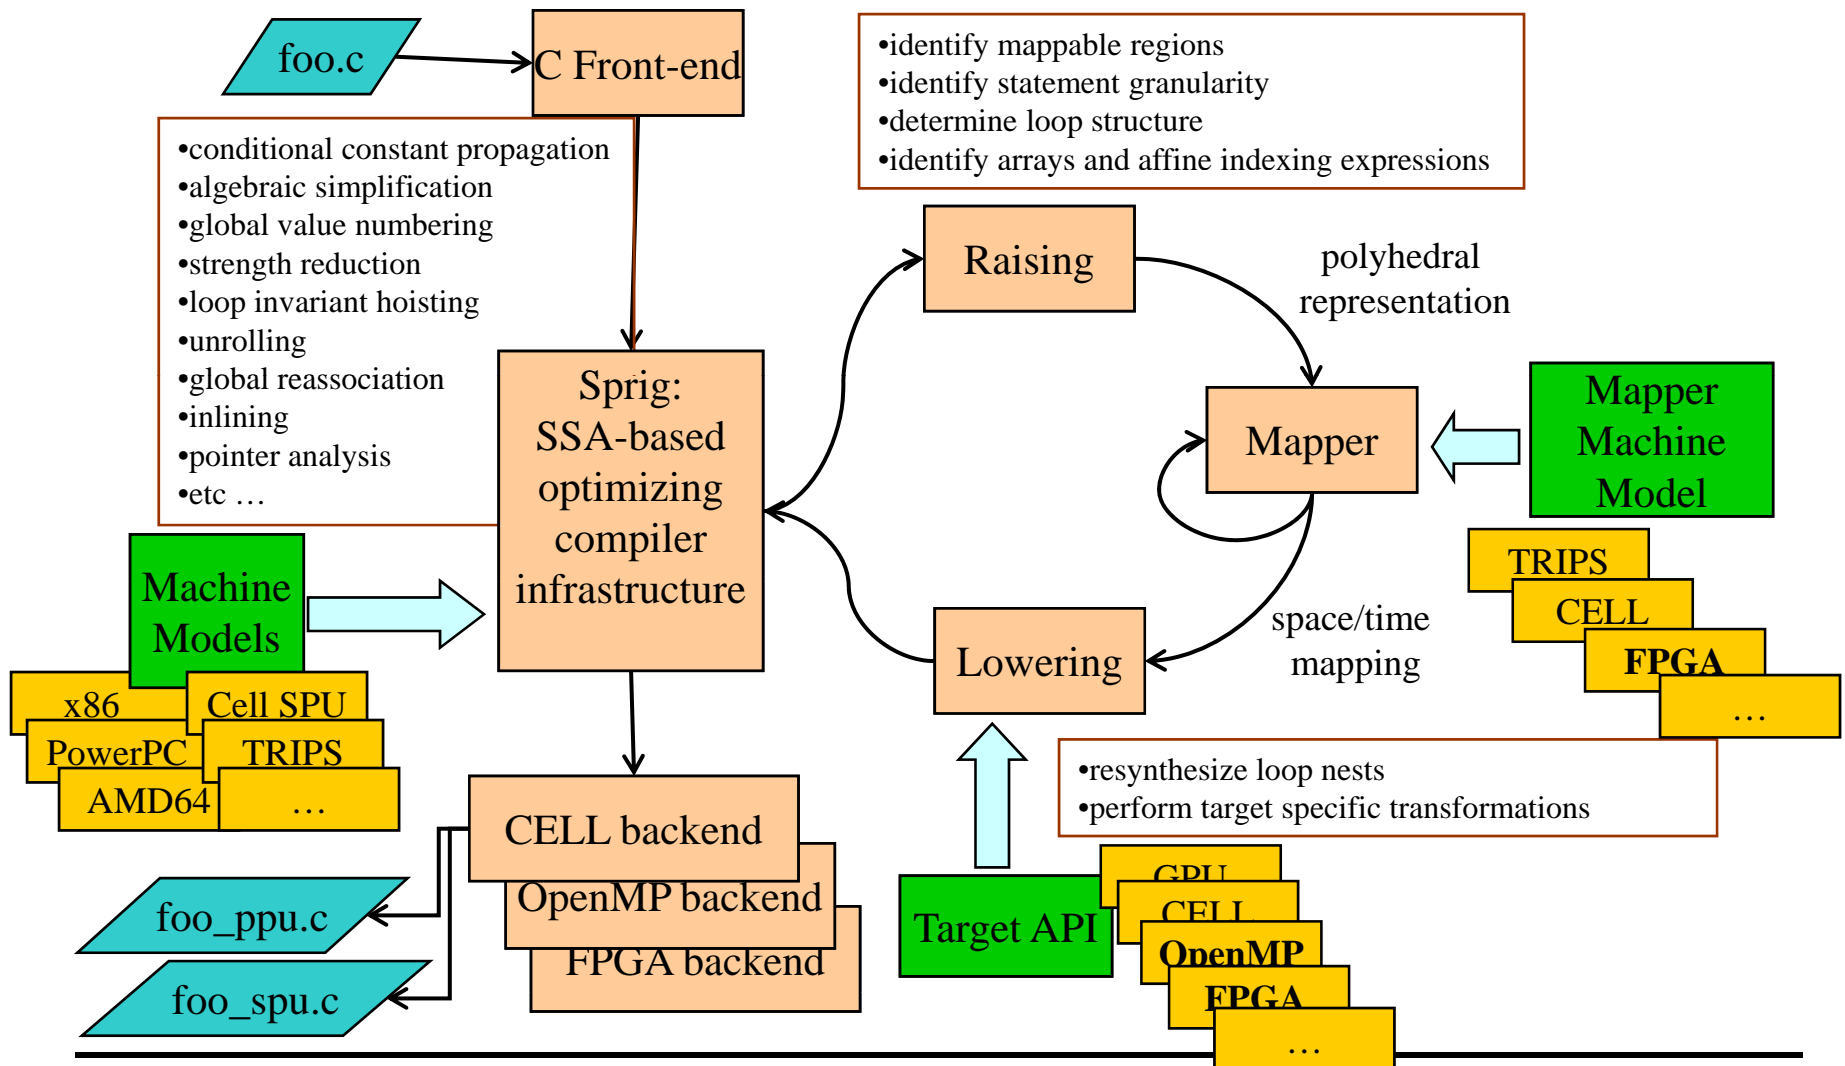 foo.c
C Front-end
•identify mappable regions
•identify statement granularity
•determine loop structure
•identify arrays and affine indexing expressions
•conditional constant propagation
•algebraic simplification
•global value numbering
•strength reduction
•loop invariant hoisting
•unrolling
•global reassociation
•inlining
•pointer analysis
•etc …
Raising
polyhedral
representation
Sprig:
SSA-based
optimizing
compiler
infrastructure
Mapper
Mapper
Machine
Model
TRIPS
CELL
FPGA
…
Machine
Models
x86
PowerPC
AMD64
Cell SPU
TRIPS
…
Lowering
space/time
mapping
•resynthesize loop nests
•perform target specific transformations
CELL backend
OpenMP backend
FPGA backend
foo_ppu.c
foo_spu.c
Target API
GPU
CELL
OpenMP
FPGA
…